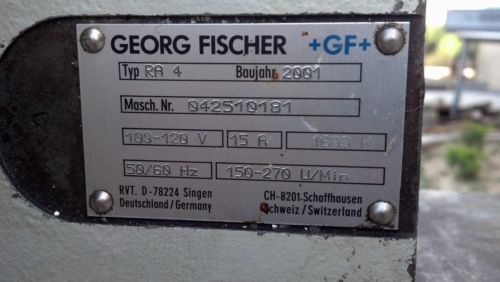 GEORG FISCHER +GF+
Typ RA 4 Baujahr 2001
Masch. Nr. 042510181
100-120 V 15 A
50/60 Hz 150-270 U/Min
RVT. D-78224 Singen CH-8201-Schaffhausen
Deutschland/Germany Schweiz/Switzerland